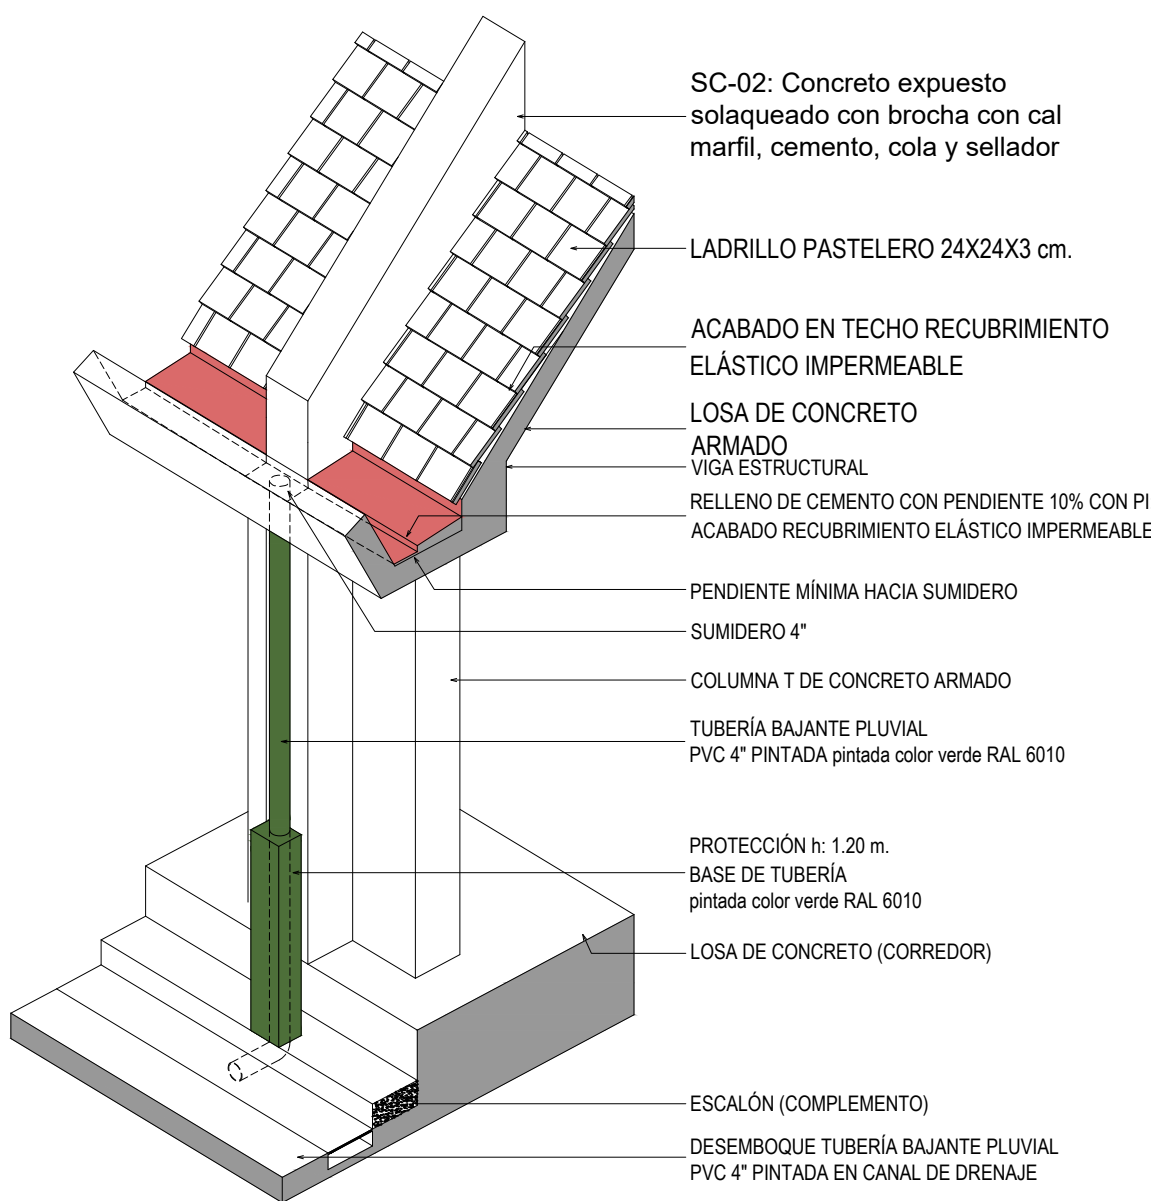 SC-02: Concreto expuesto
solaqueado con brocha con cal
marfil, cemento, cola y sellador
LADRILLO PASTELERO 24X24X3 cm.
ACABADO EN TECHO RECUBRIMIENTO
ELÁSTICO IMPERMEABLE
LOSA DE CONCRETO
ARMADO
VIGA ESTRUCTURAL
RELLENO DE CEMENTO CON PENDIENTE 10% CON PI
ACABADO RECUBRIMIENTO ELÁSTICO IMPERMEABLE
PENDIENTE MÍNIMA HACIA SUMIDERO
SUMIDERO 4"
COLUMNA T DE CONCRETO ARMADO
TUBERÍA BAJANTE PLUVIAL
PVC 4" PINTADA pintada color verde RAL 6010
PROTECCIÓN h: 1.20 m.
BASE DE TUBERÍA
pintada color verde RAL 6010
LOSA DE CONCRETO (CORREDOR)
ESCALÓN (COMPLEMENTO)
DESEMBOQUE TUBERÍA BAJANTE PLUVIAL
PVC 4" PINTADA EN CANAL DE DRENAJE